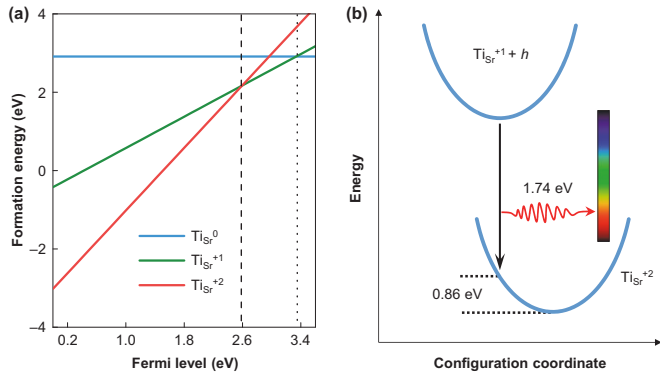 (a)
Formation energy (eV)
4
2
0
−2
−4
Ti_Sr^0
Ti_Sr^+1
Ti_Sr^+2
0.2
1.0
1.8
2.6
3.4
Fermi level (eV)
(b)
Energy
Ti_Sr^+1 + h
1.74 eV
Ti_Sr^+2
0.86 eV
Configuration coordinate